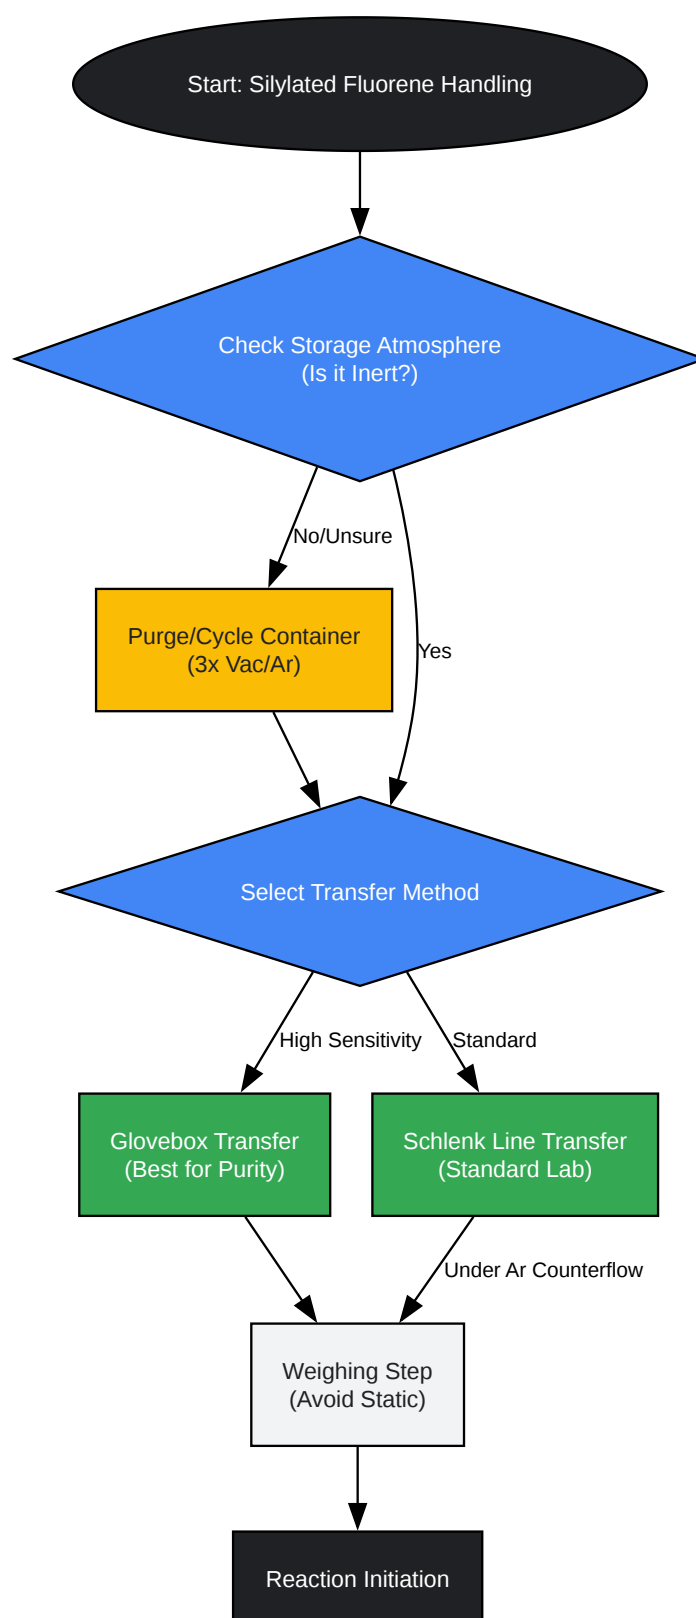 Start: Silylated Fluorene Handling
Check Storage Atmosphere
(Is it Inert?)
No/Unsure
Purge/Cycle Container
(3x Vac/Ar)
Yes
Select Transfer Method
High Sensitivity
Standard
Glovebox Transfer
(Best for Purity)
Schlenk Line Transfer
(Standard Lab)
Under Ar Counterflow
Weighing Step
(Avoid Static)
Reaction Initiation